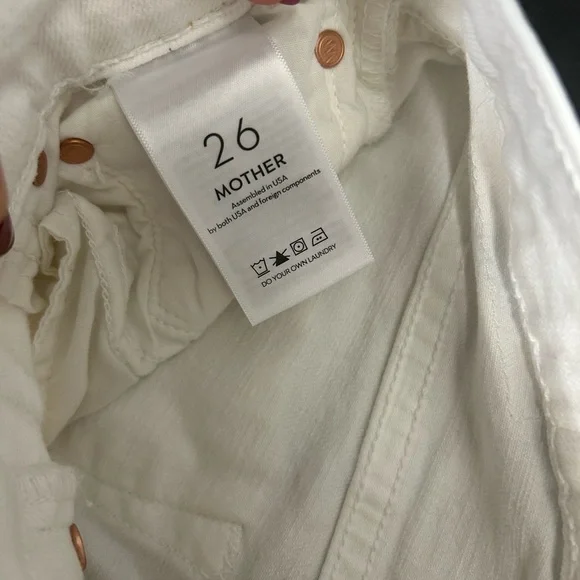 26
MOTHER
Assembled in USA
by both USA and foreign components
DO YOUR OWN LAUNDRY